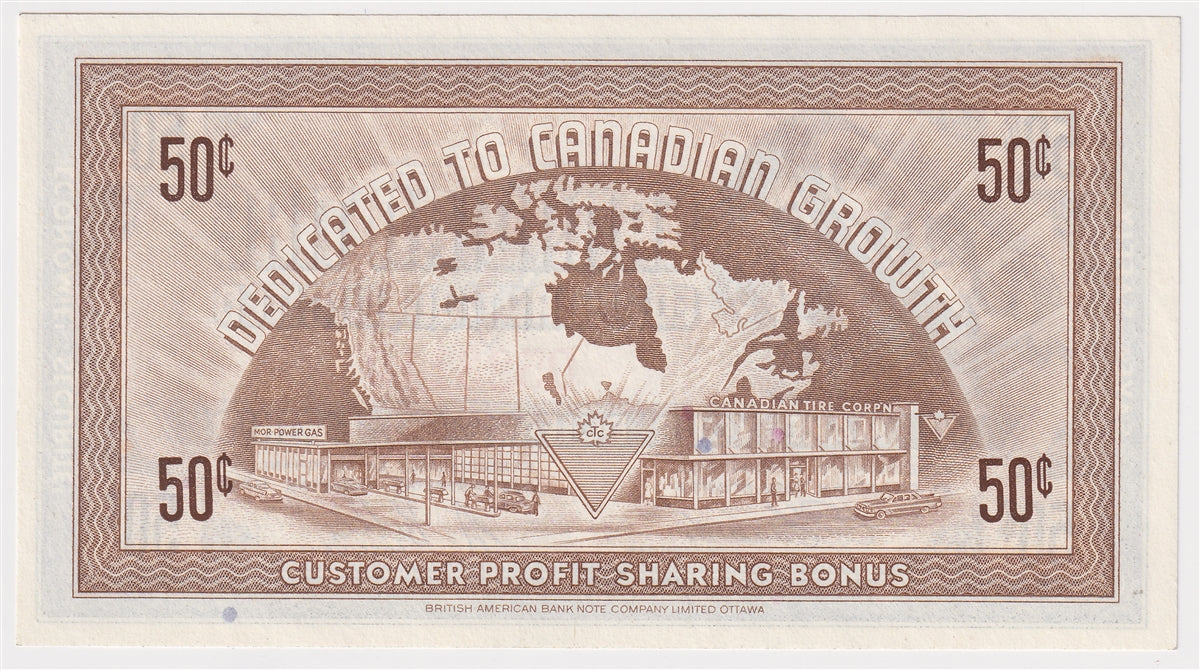 DEDICATED TO CANADIAN GROWTH
50¢ 50¢
CANADIAN TIRE CORP'N
MOR-POWER GAS
CTC
50¢ 50¢
CUSTOMER PROFIT SHARING BONUS
BRITISH AMERICAN BANK NOTE COMPANY LIMITED OTTAWA